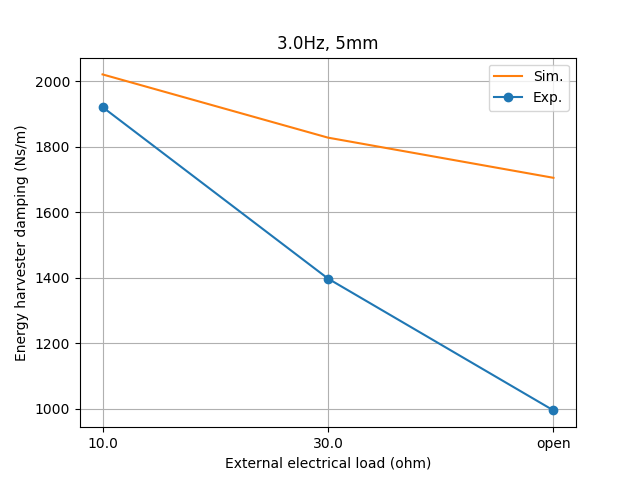 3.0Hz, 5mm
Sim.
Exp.
Energy harvester damping (Ns/m)
2000
1800
1600
1400
1200
1000
10.0 30.0 open
External electrical load (ohm)